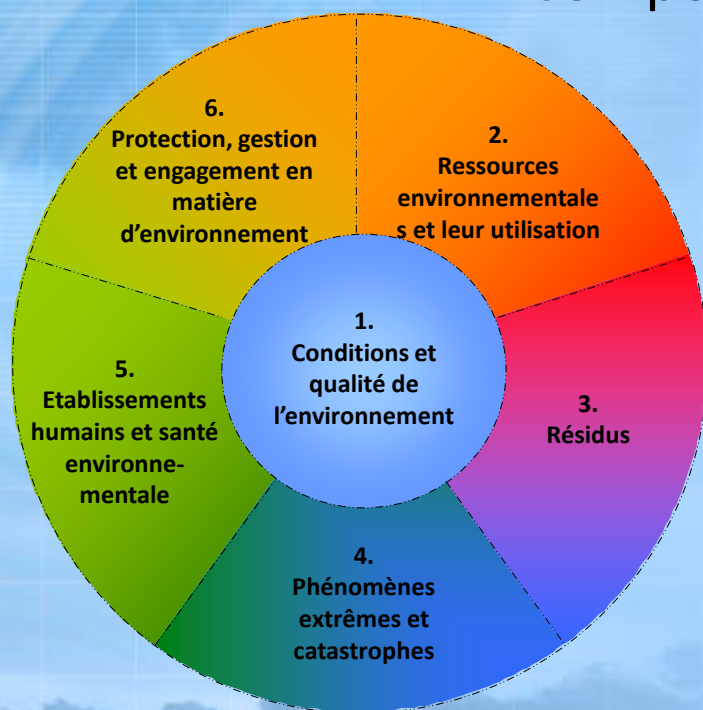 1.
Conditions et
qualité de
l'environnement
2.
Ressources
environnementale
s et leur utilisation
3.
Résidus
4.
Phénomènes
extrêmes et
catastrophes
5.
Etablissements
humains et santé
environne-
mentale
6.
Protection, gestion
et engagement en
matière
d'environnement